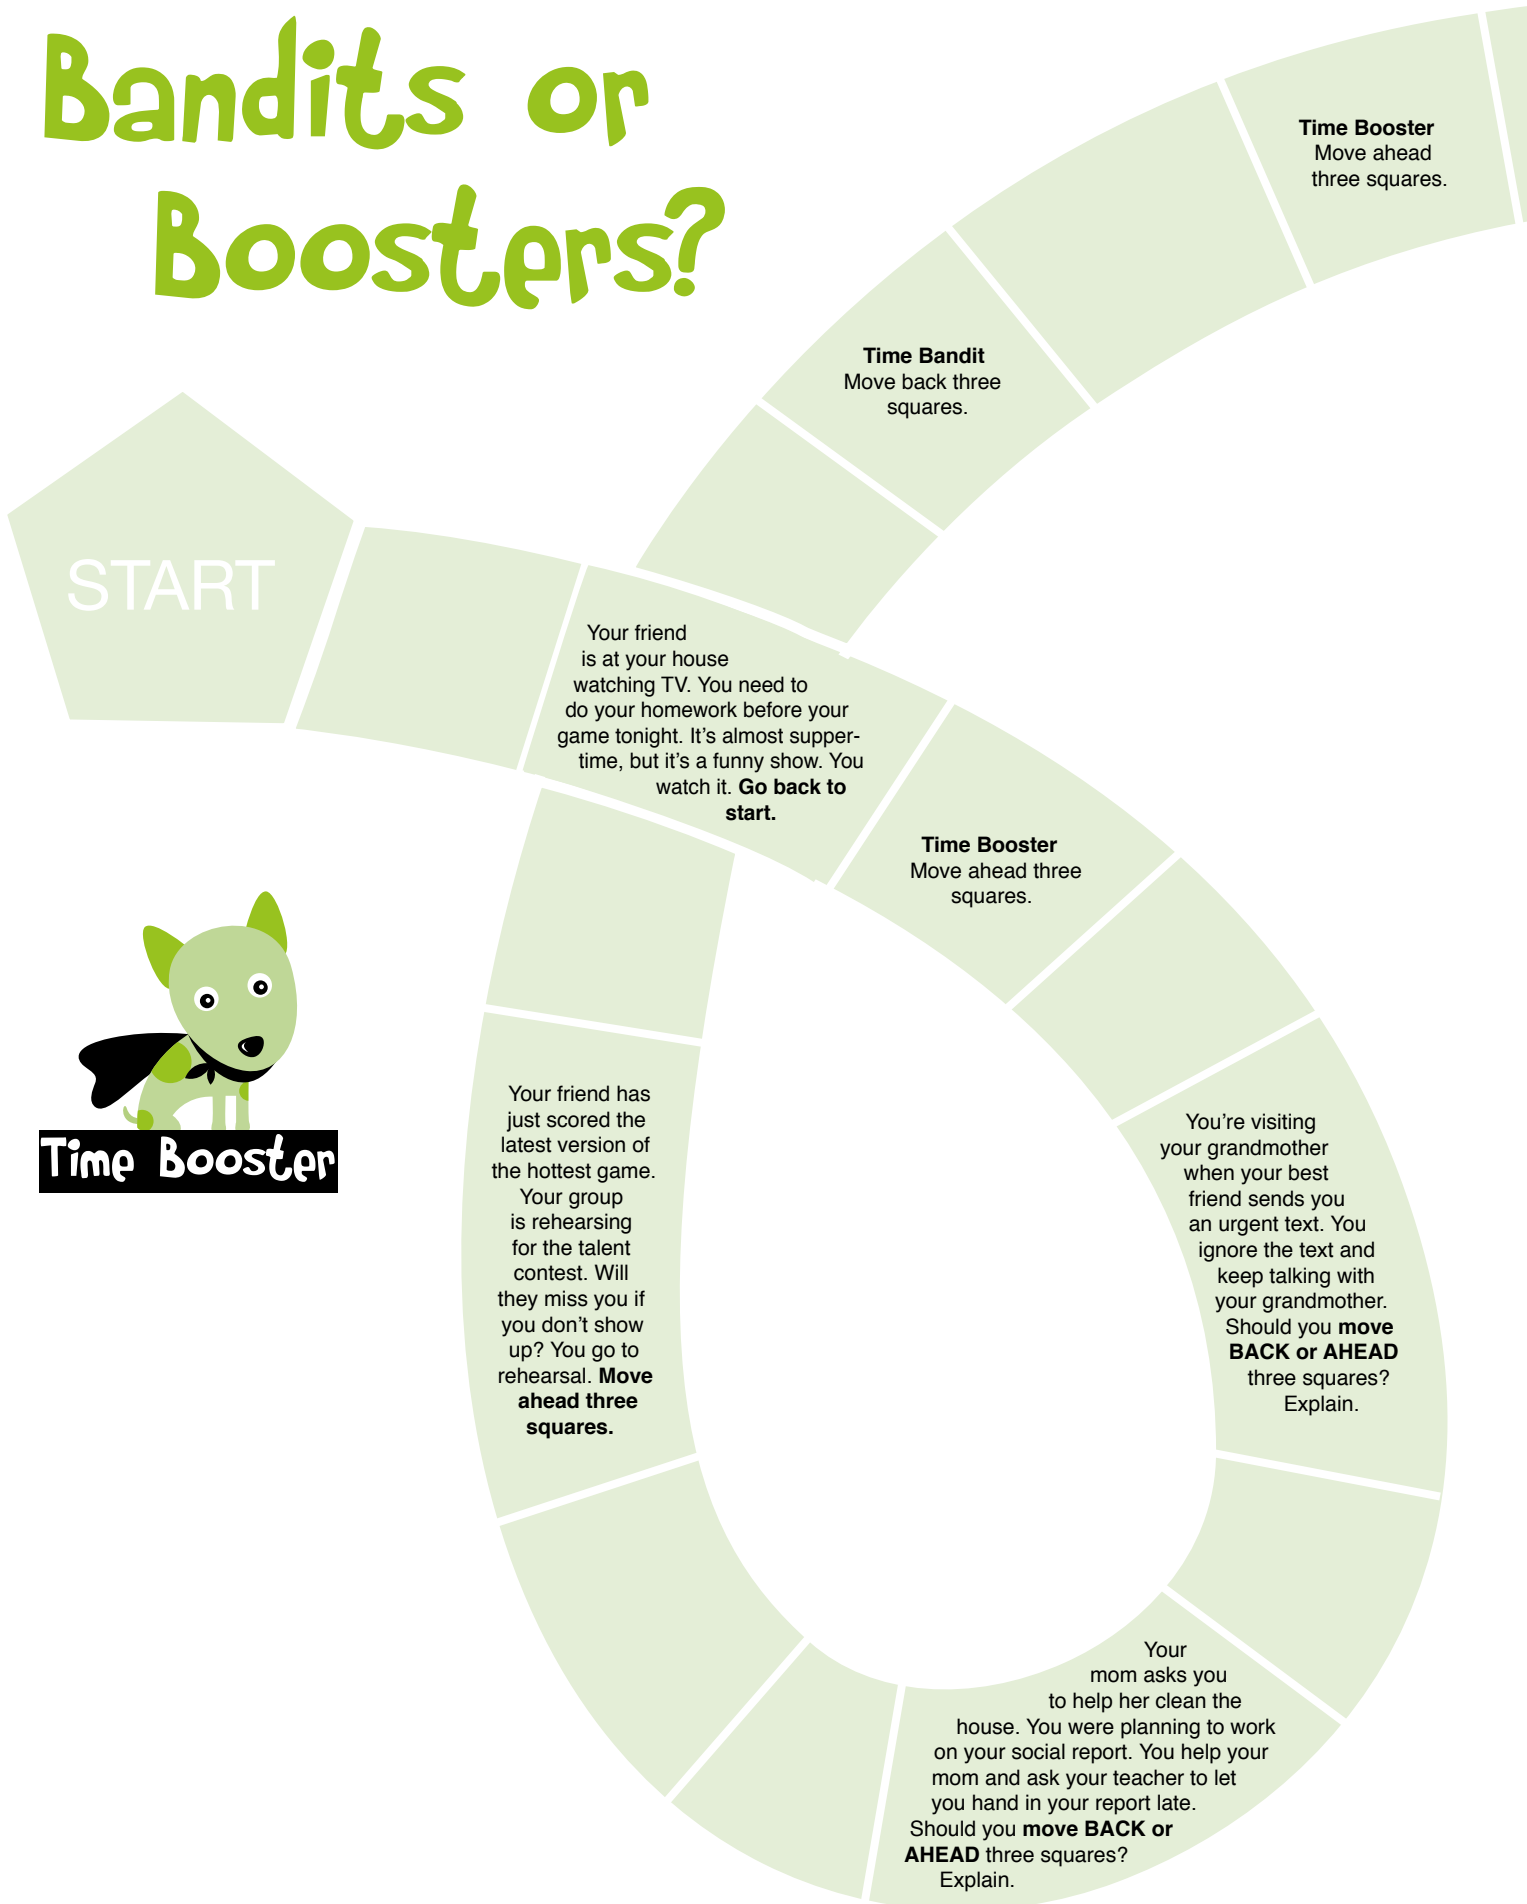 Bandits or
Boosters?
START
Your friend
is at your house
watching TV. You need to
do your homework before your
game tonight. It's almost supper-
time, but it's a funny show. You
watch it. Go back to
start.
Time Booster
Move ahead three
squares.
You're visiting
your grandmother
when your best
friend sends you
an urgent text. You
ignore the text and
keep talking with
your grandmother.
Should you move
BACK or AHEAD
three squares?
Explain.
Your
mom asks you
to help her clean the
house. You were planning to work
on your social report. You help your
mom and ask your teacher to let
you hand in your report late.
Should you move BACK or
AHEAD three squares?
Explain.
Your friend has
just scored the
latest version of
the hottest game.
Your group
is rehearsing
for the talent
contest. Will
they miss you if
you don't show
up? You go to
rehearsal. Move
ahead three
squares.
Time Bandit
Move back three
squares.
Time Booster
Move ahead
three squares.
Time Booster